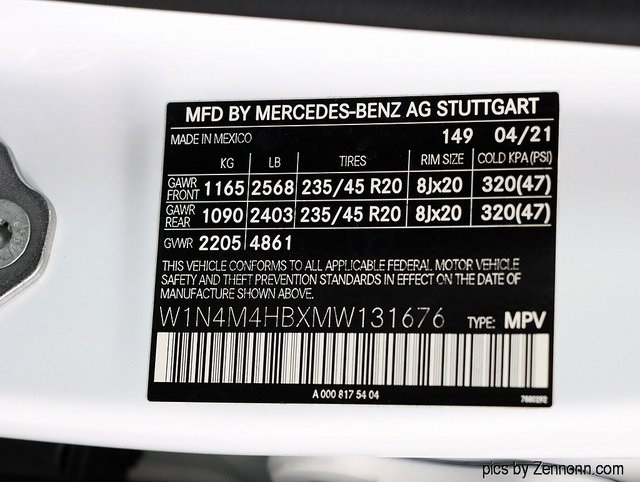 MFD BY MERCEDES-BENZ AG STUTTGART
MADE IN MEXICO 149 04/21
KG LB TIRES RIM SIZE COLD KPA(PSI)
GAWR FRONT 1165 2568 235/45 R20 8Jx20 320(47)
GAWR REAR 1090 2403 235/45 R20 8Jx20 320(47)
GVWR 2205 4861
THIS VEHICLE CONFORMS TO ALL APPLICABLE FEDERAL MOTOR VEHICLE
SAFETY AND THEFT PREVENTION STANDARDS IN EFFECT ON THE DATE OF
MANUFACTURE SHOWN ABOVE.
W1N4M4HBXMW131676 TYPE: MPV
A 000 817 54 04
pics by Zennonn.com